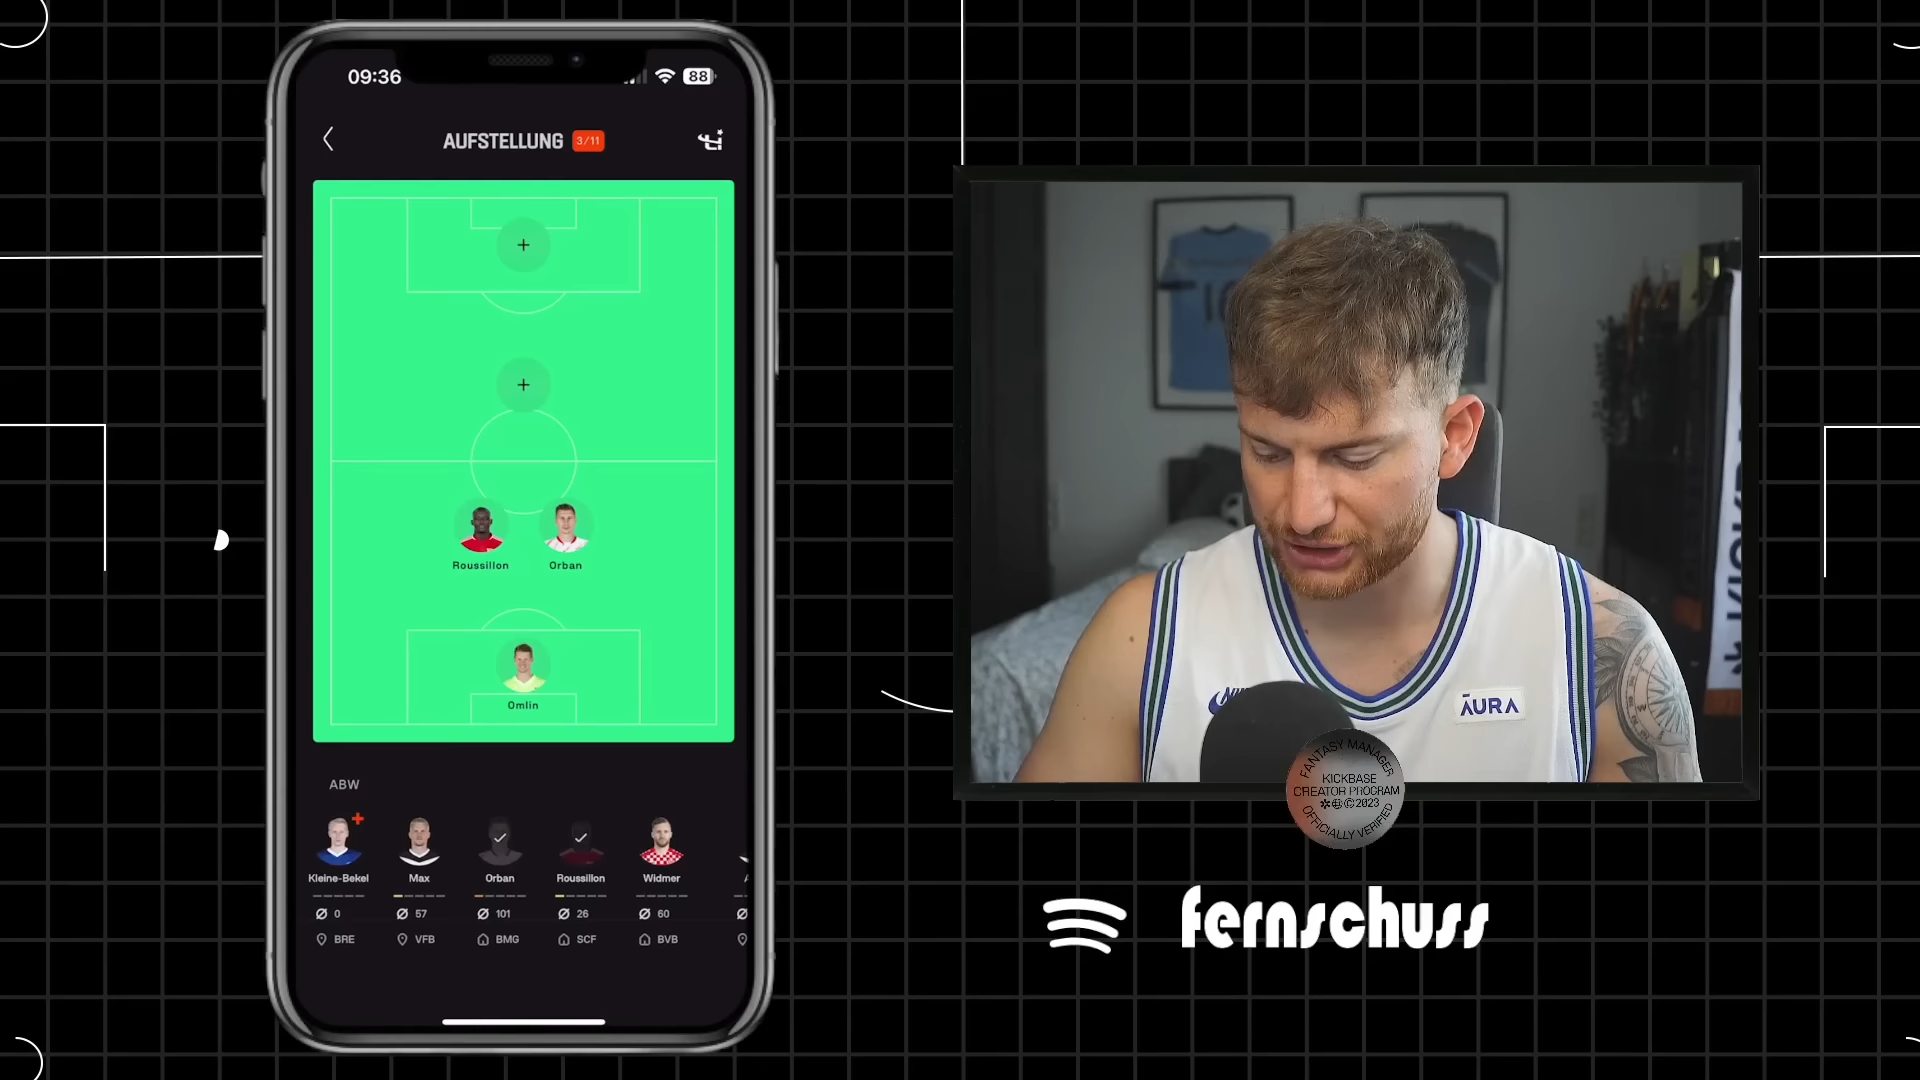 09:36
88
AUFSTELLUNG 3/11
+
+
Roussillon Orban
Omlin
ABW
Kleine-Bekel Max Orban Roussillon Widmer
Ø 0 Ø 57 Ø 101 Ø 26 Ø 60 Ø
BRE VFB BMG SCF BVB
10
ĀURA
FANTASY MANAGER
KICKBASE
CREATOR PROGRAM
©2023
OFFICIALLY VERIFIED
fernschuss